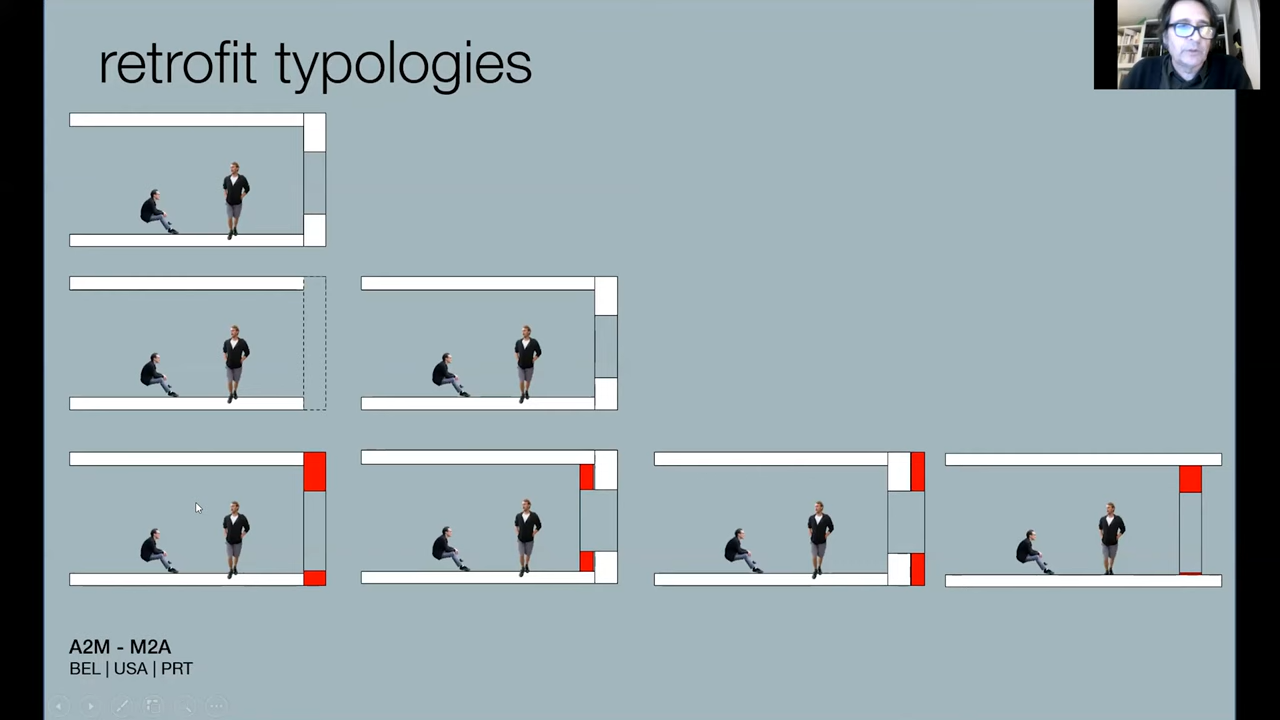 retrofit typologies
A2M - M2A
BEL | USA | PRT